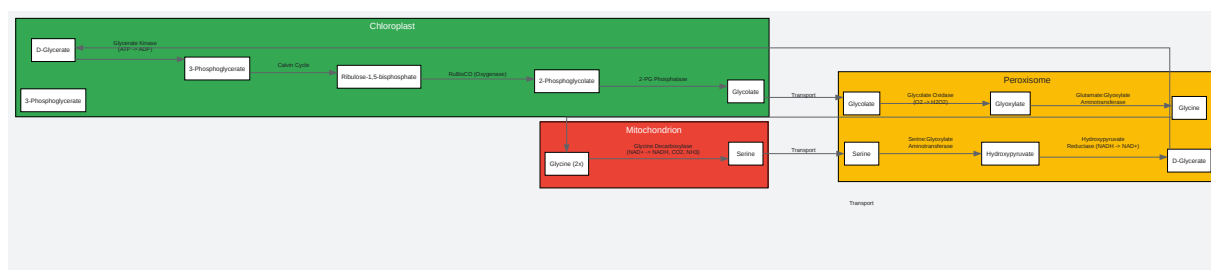 Chloroplast
D-Glycerate
Glycerate Kinase
(ATP -> ADP)
3-Phosphoglycerate
Calvin Cycle
Ribulose-1,5-bisphosphate
RuBisCO (Oxygenase)
2-Phosphoglycolate
2-PG Phosphatase
Glycolate
3-Phosphoglycerate
Transport
Peroxisome
Glycolate
Glycolate Oxidase
(O2 -> H2O2)
Glyoxylate
Glutamate:Glyoxylate
Aminotransferase
Glycine
Mitochondrion
Glycine (2x)
Glycine Decarboxylase
(NAD+ -> NADH, CO2, NH3)
Serine
Transport
Serine
Serine:Glyoxylate
Aminotransferase
Hydroxypyruvate
Hydroxypyruvate
Reductase (NADH -> NAD+)
D-Glycerate
Transport